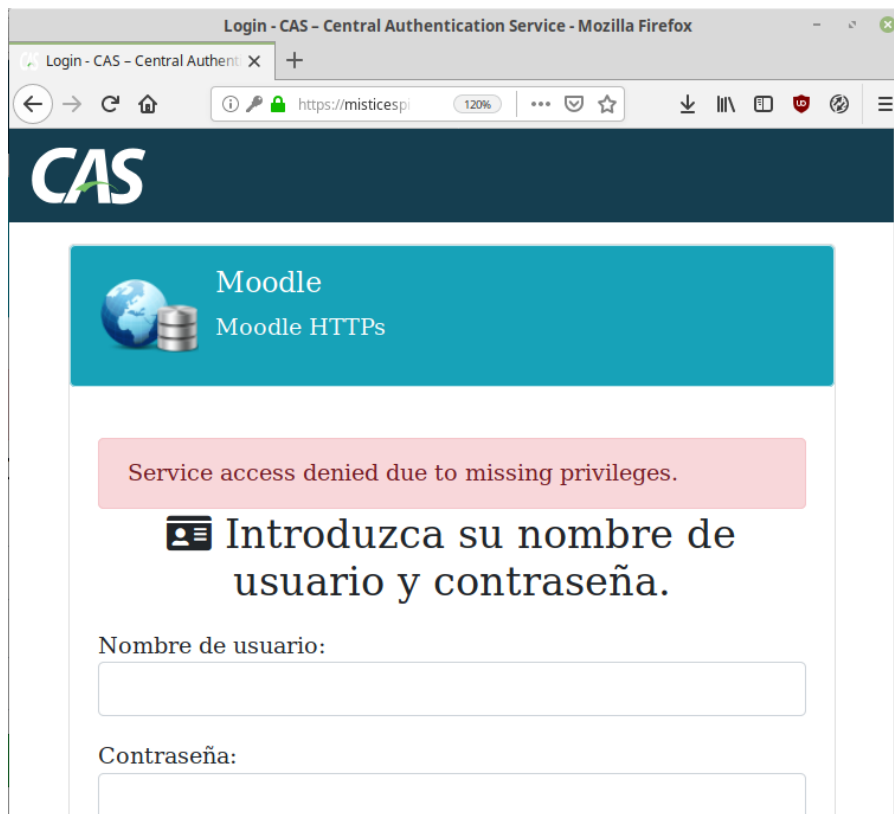 Login - CAS – Central Authentication Service - Mozilla Firefox
Login - CAS – Central Authenti
https://misticespi 120%
CAS
Moodle
Moodle HTTPs
Service access denied due to missing privileges.
Introduzca su nombre de
usuario y contraseña.
Nombre de usuario:
Contraseña: